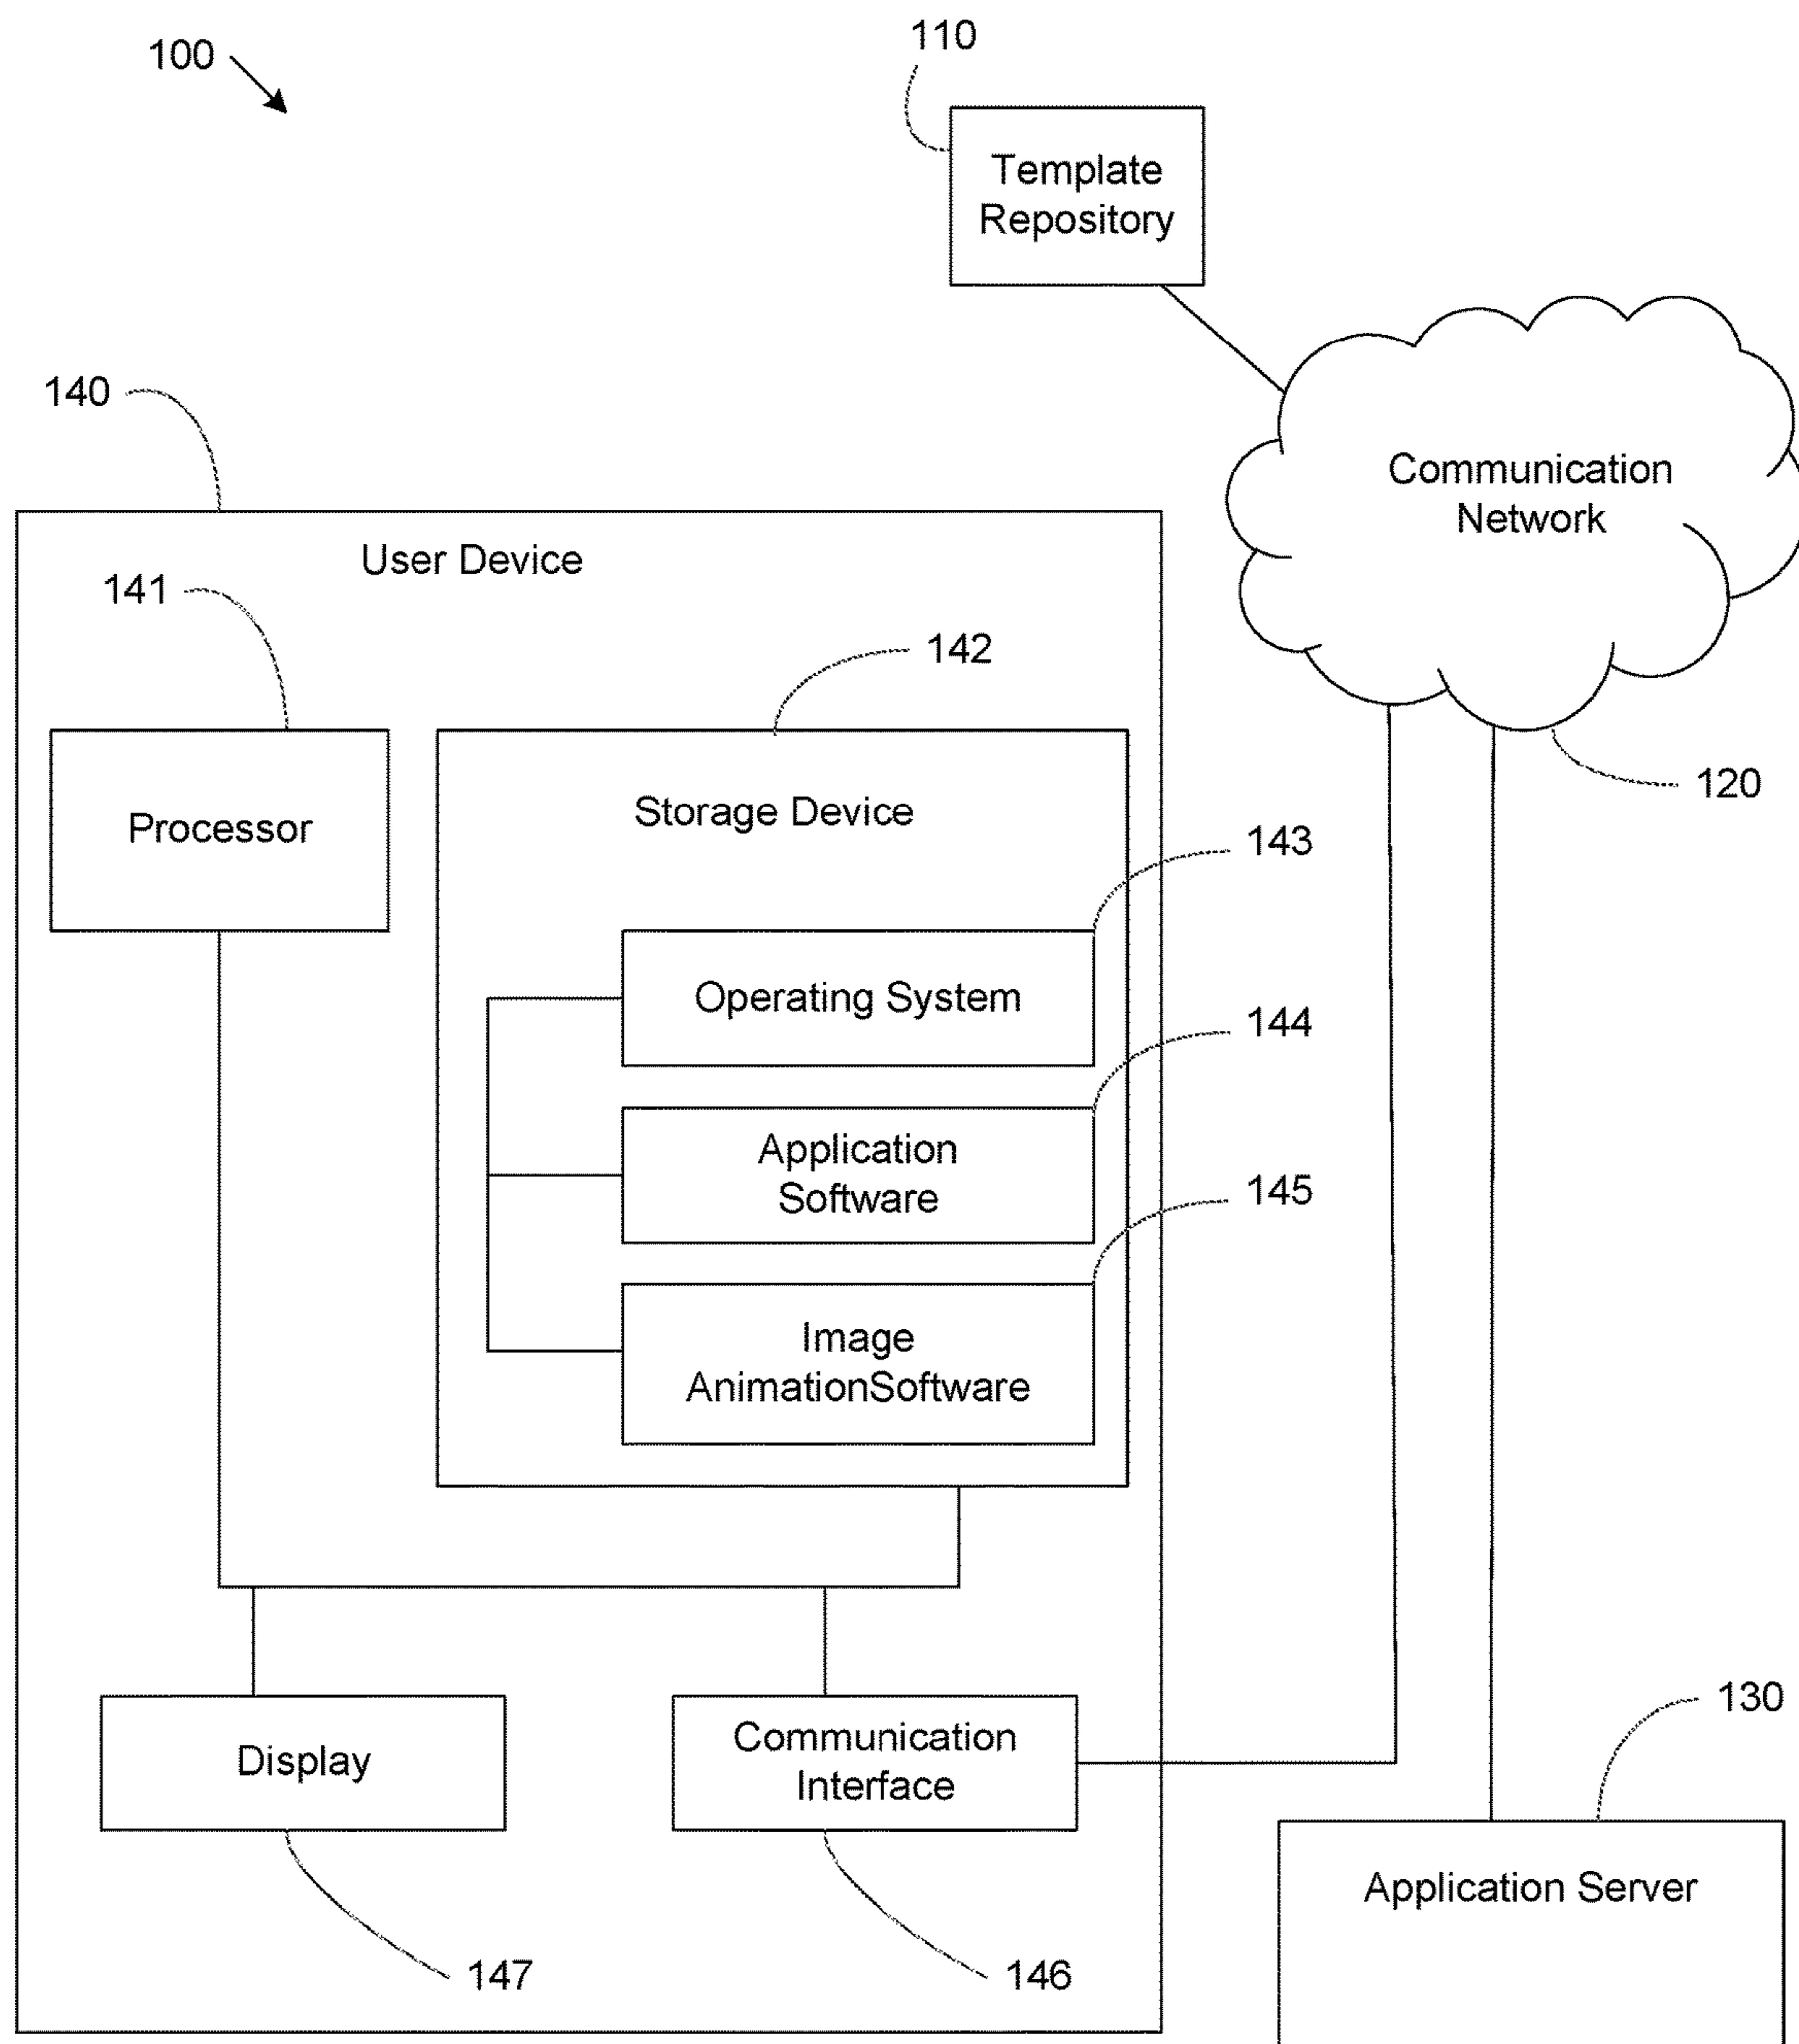 100
110
Template
Repository
140
Communication
Network
User Device
141
142
120
Processor
Storage Device
143
Operating System
144
Application
Software
145
Image
AnimationSoftware
130
Display
Communication
Interface
Application Server
147
146